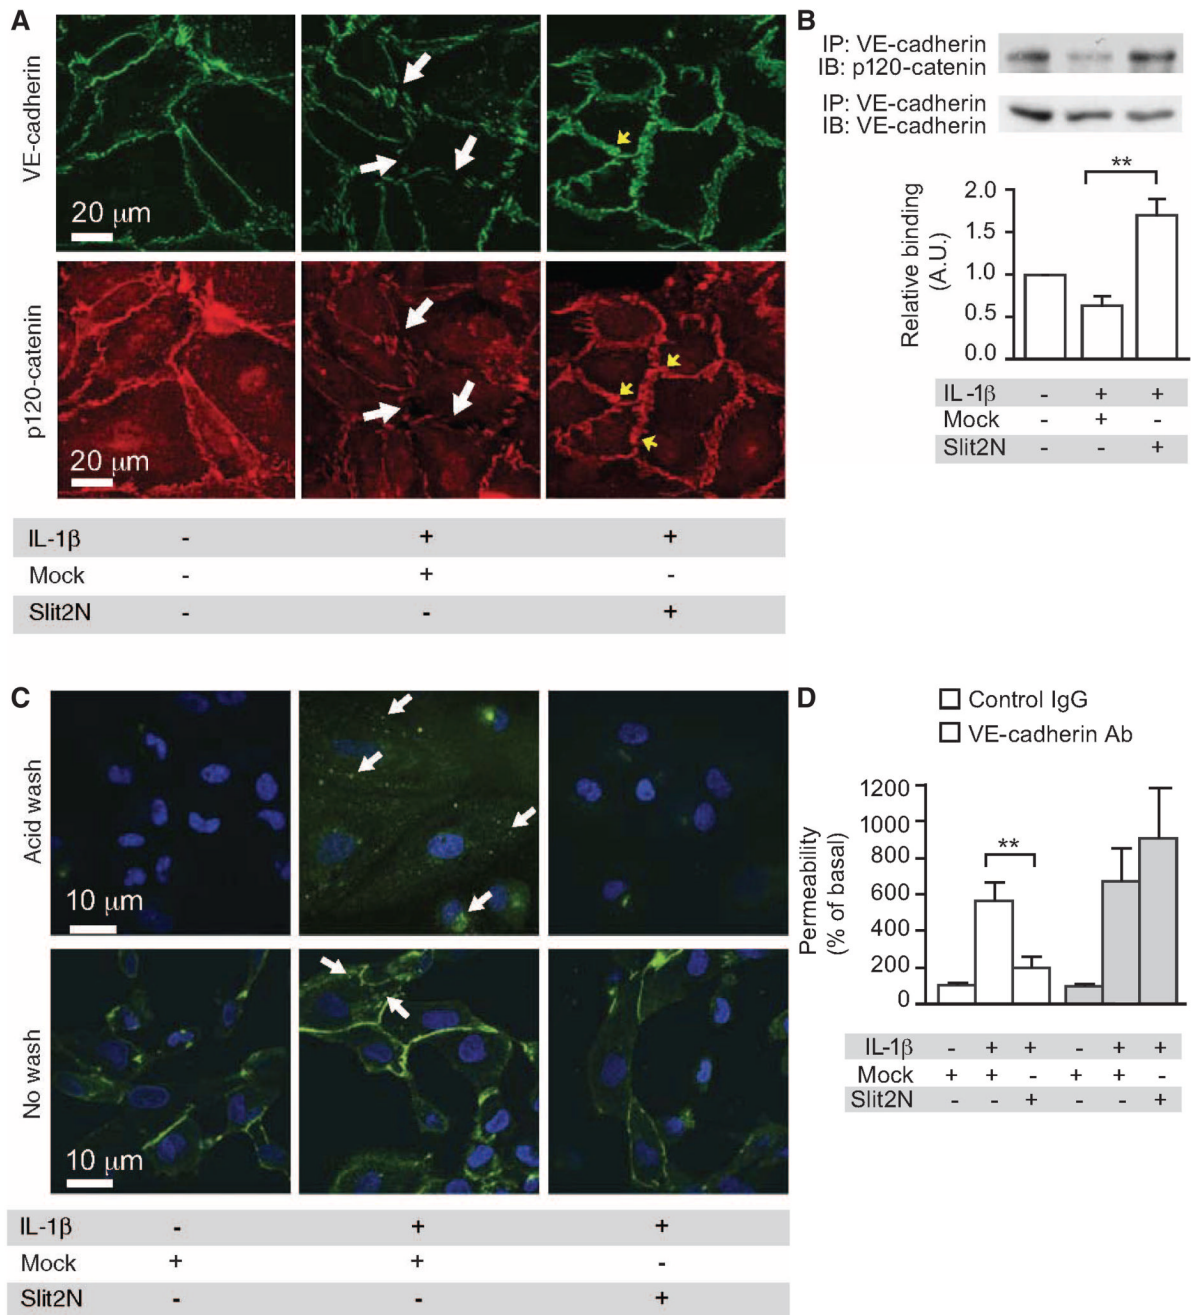 A
VE-cadherin
20 μm
p120-catenin
20 μm
IL-1β - + +
Mock - + -
Slit2N - - +
B
IP: VE-cadherin
IB: p120-catenin
IP: VE-cadherin
IB: VE-cadherin
**
Relative binding
(A.U.)
2.0
1.5
1.0
0.5
0.0
IL-1β - + +
Mock - + -
Slit2N - - +
C
Acid wash
10 μm
No wash
10 μm
IL-1β - + +
Mock + + -
Slit2N - - +
D
Control IgG
VE-cadherin Ab
Permeability
(% of basal)
1200
1000
800
600
400
200
0
**
IL-1β - + + - + +
Mock + + - + + -
Slit2N - - + - - +